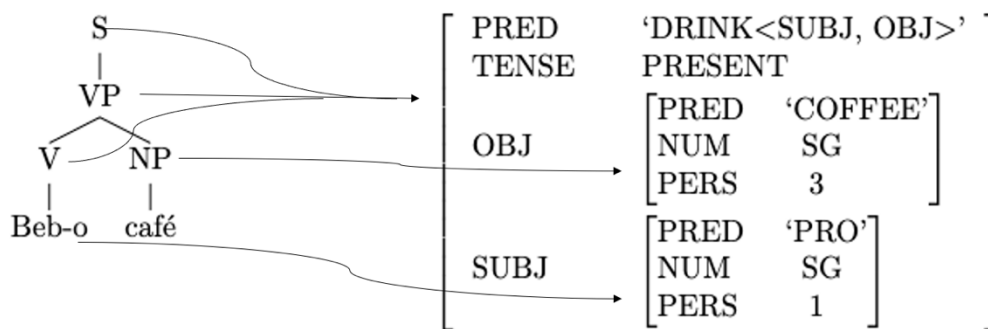 S
VP
V NP
Beb-o café
PRED ‘DRINK<SUBJ, OBJ>’
TENSE PRESENT
OBJ
PRED ‘COFFEE’
NUM SG
PERS 3
SUBJ
PRED ‘PRO’
NUM SG
PERS 1